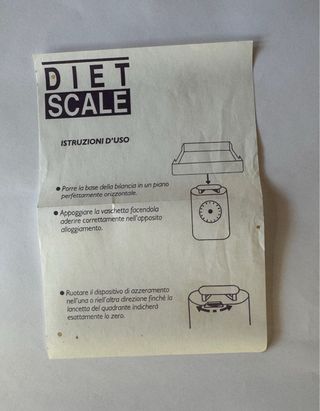 DIET
SCALE
ISTRUZIONI D'USO
• Porre la base della bilancia in un piano
perfettamente orizzontale.
• Appoggiare la vaschetta facendola
aderire correttamente nell'apposito
alloggiamento.
• Ruotare il dispositivo di azzeramento
nell'una o nell'altra direzione finché la
lancetta del quadrante indicherà
esattamente lo zero.